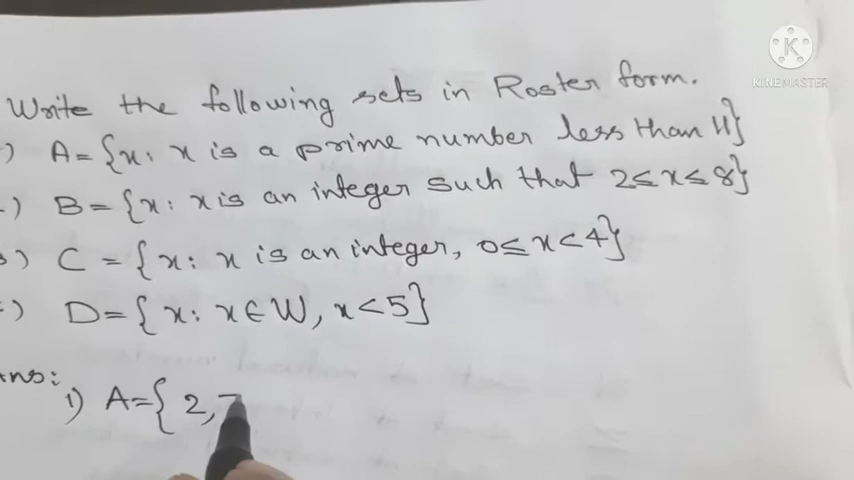 K
KINEMASTER
Write the following sets in Roster form.
) A={x: x is a prime number less than 11}
) B={x: x is an integer such that 2≤x≤8}
) C={x: x is an integer, 0≤x<4}
) D={x: x∈W, x<5}
Ans:
1) A={2,